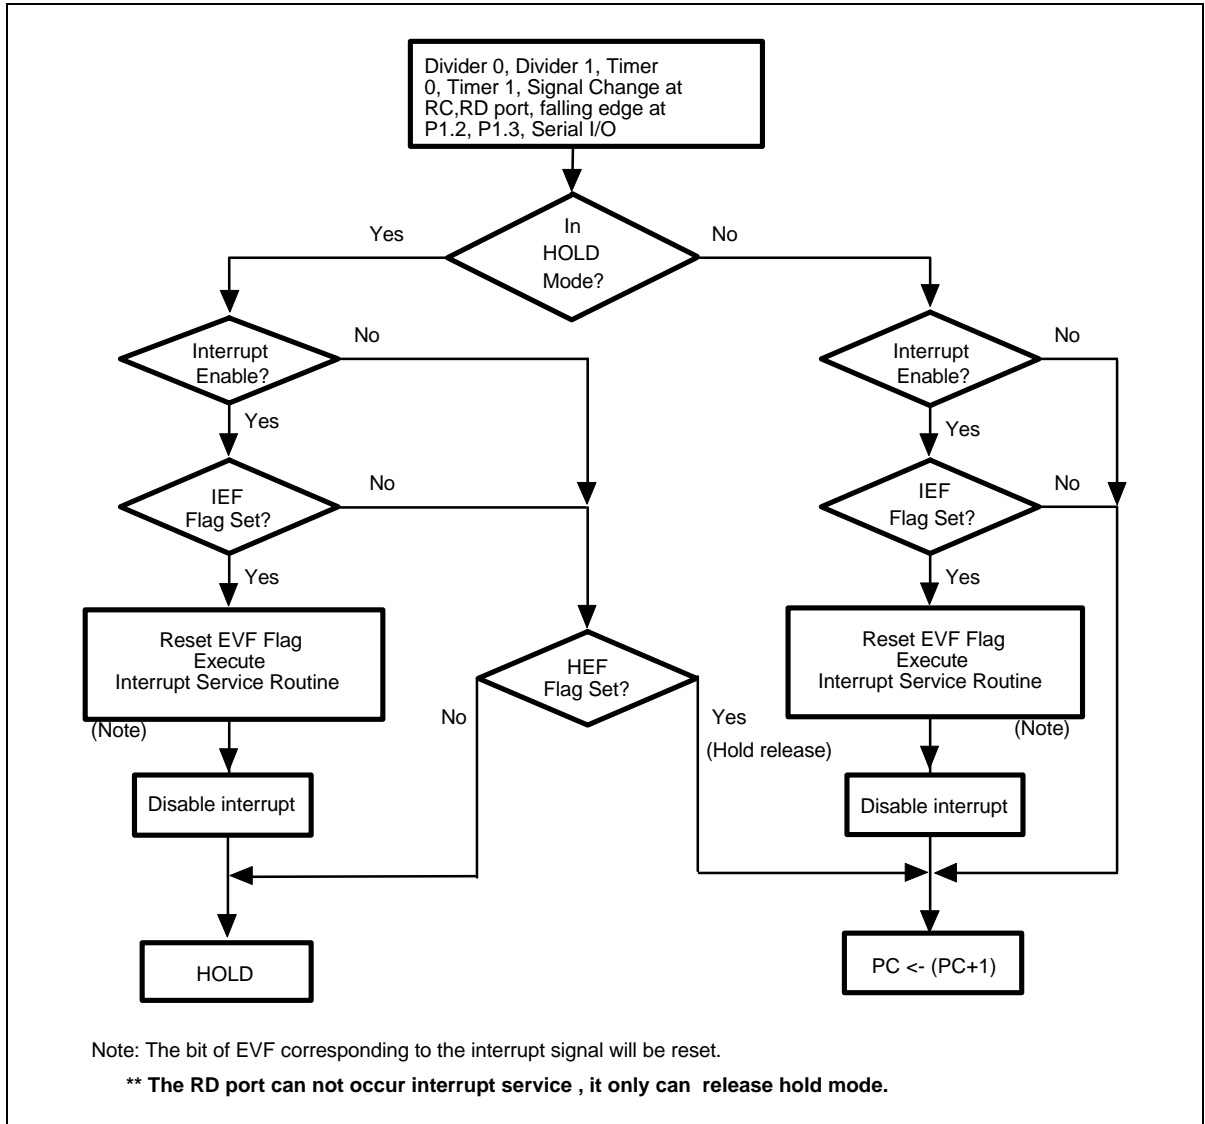 Divider 0, Divider 1, Timer
0, Timer 1, Signal Change at
RC,RD port, falling edge at
P1.2, P1.3, Serial I/O
In
HOLD
Mode?
Yes
No
Interrupt
Enable?
No
Yes
IEF
Flag Set?
No
Yes
Reset EVF Flag
Execute
Interrupt Service Routine
(Note)
Disable interrupt
HOLD
HEF
Flag Set?
No
Yes
(Hold release)
Interrupt
Enable?
No
Yes
IEF
Flag Set?
No
Yes
Reset EVF Flag
Execute
Interrupt Service Routine
(Note)
Disable interrupt
PC <- (PC+1)
Note: The bit of EVF corresponding to the interrupt signal will be reset.
** The RD port can not occur interrupt service , it only can release hold mode.